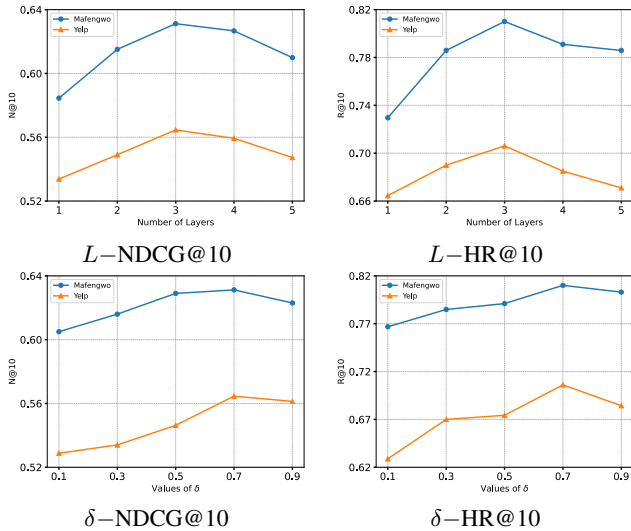 0.64
Mafengwo
Yelp
0.60
N@10
0.56
0.52
1 2 3 4 5
Number of Layers
L−NDCG@10
0.82
Mafengwo
Yelp
0.78
R@10
0.74
0.70
0.66
1 2 3 4 5
Number of Layers
L−HR@10
0.64
Mafengwo
Yelp
0.60
N@10
0.56
0.52
0.1 0.3 0.5 0.7 0.9
Values of δ
δ−NDCG@10
0.82
Mafengwo
Yelp
0.77
R@10
0.72
0.67
0.62
0.1 0.3 0.5 0.7 0.9
Values of δ
δ−HR@10